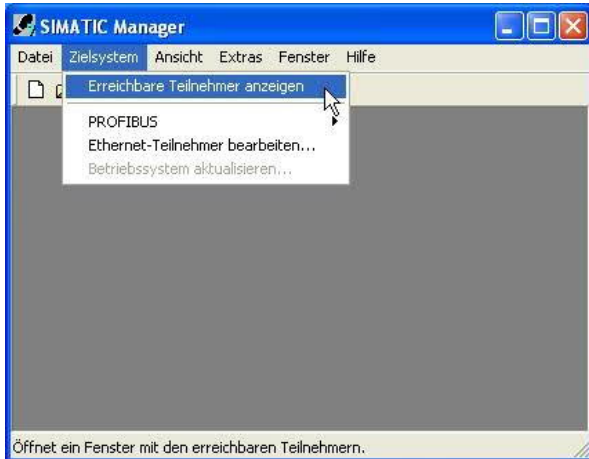 SIMATIC Manager
Datei Zielsystem Ansicht Extras Fenster Hilfe
Erreichbare Teilnehmer anzeigen
PROFIBUS
Ethernet-Teilnehmer bearbeiten...
Betriebssystem aktualisieren...
Öffnet ein Fenster mit den erreichbaren Teilnehmern.